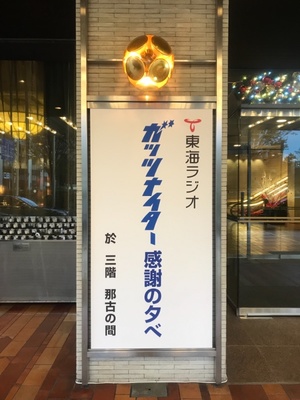 東海ラジオ
ガッツナイター感謝の夕べ
於 三階 那古の間